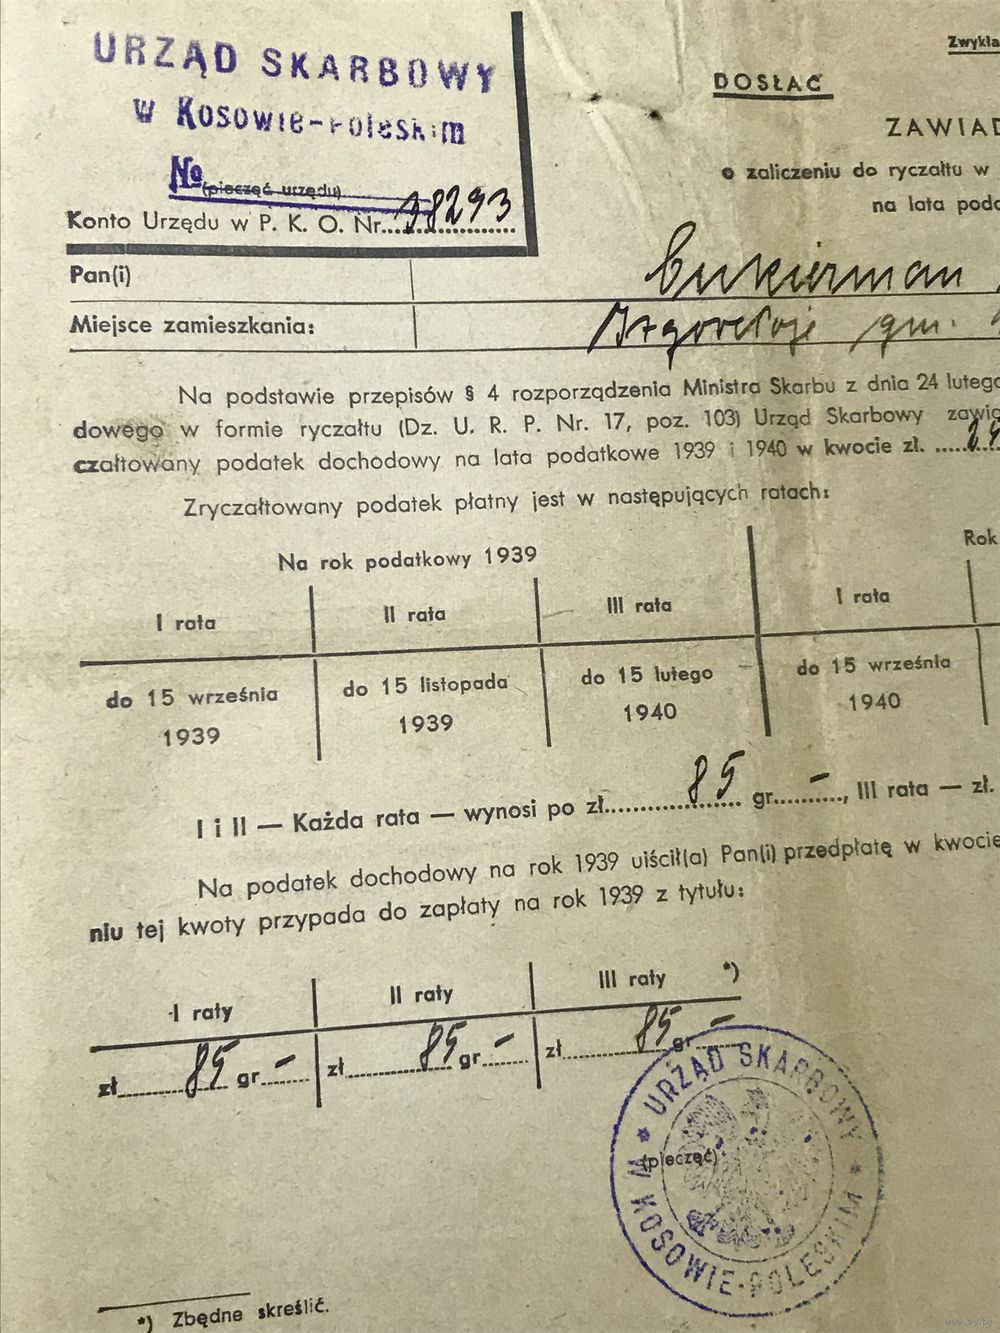 URZĄD SKARBOWY
w Kosowie-Poleskim
No
(pieczęć urzędu)
Konto Urzędu w P. K. O. Nr. 38293
Zwykła
DOSŁAĆ
ZAWIAD
o zaliczeniu do ryczałtu w
na lata podo
Pan(i) Cukierman
Miejsce zamieszkania: gm.
Na podstawie przepisów § 4 rozporządzenia Ministra Skarbu z dnia 24 lutego
dowego w formie ryczałtu (Dz. U. R. P. Nr. 17, poz. 103) Urząd Skarbowy zawia
czałtowany podatek dochodowy na lata podatkowe 1939 i 1940 w kwocie zł.
Zryczałtowany podatek płatny jest w następujących ratach:
Na rok podatkowy 1939 Rok
I rata II rata III rata I rata
do 15 września do 15 listopada do 15 lutego do 15 września
1939 1939 1940 1940
I i II — Każda rata — wynosi po zł. 85 gr. –, III rata — zł.
Na podatek dochodowy na rok 1939 uiścił(a) Pan(i) przedpłatę w kwocie
niu tej kwoty przypada do zapłaty na rok 1939 z tytułu:
I raty II raty III raty *)
zł 85 gr – zł 85 gr – zł 85 gr –
URZĄD SKARBOWY
(pieczęć)
W KOSOWIE-POLESKIM
*) Zbędne skreślić.
www.ay.by